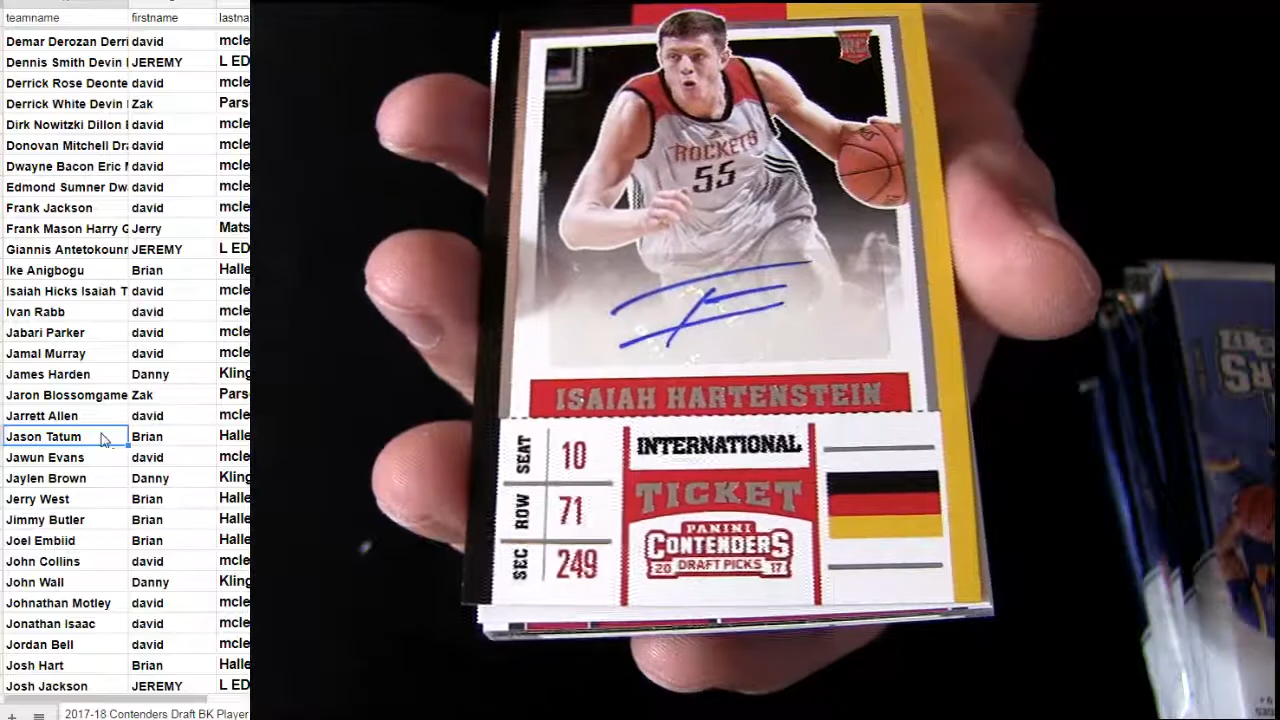 teamname firstname lastna
Demar Derozan Derri david mcle
Dennis Smith Devin JEREMY L ED
Derrick Rose Deonte david mcle
Derrick White Devin Zak Pars
Dirk Nowitzki Dillon david mcle
Donovan Mitchell Dra david mcle
Dwayne Bacon Eric david mcle
Edmond Sumner Dw david mcle
Frank Jackson david mcle
Frank Mason Harry G Jerry Mats
Giannis Antetokounr JEREMY L ED
Ike Anigbogu Brian Halle
Isaiah Hicks Isaiah T david mcle
Ivan Rabb david mcle
Jabari Parker david mcle
Jamal Murray david mcle
James Harden Danny Kling
Jaron Blossomgame Zak Pars
Jarrett Allen david mcle
Jason Tatum Brian Halle
Jawun Evans david mcle
Jaylen Brown Danny Kling
Jerry West Brian Halle
Jimmy Butler Brian Halle
Joel Embiid Brian Halle
John Collins david mcle
John Wall Danny Kling
Johnathan Motley david mcle
Jonathan Isaac david mcle
Jordan Bell david mcle
Josh Hart Brian Halle
Josh Jackson JEREMY L ED
2017-18 Contenders Draft BK Player
RC
ROCKETS
55
ISAIAH HARTENSTEIN
SEAT 10
ROW 71
SEC 249
INTERNATIONAL
TICKET
PANINI
CONTENDERS
20 DRAFT PICKS 17